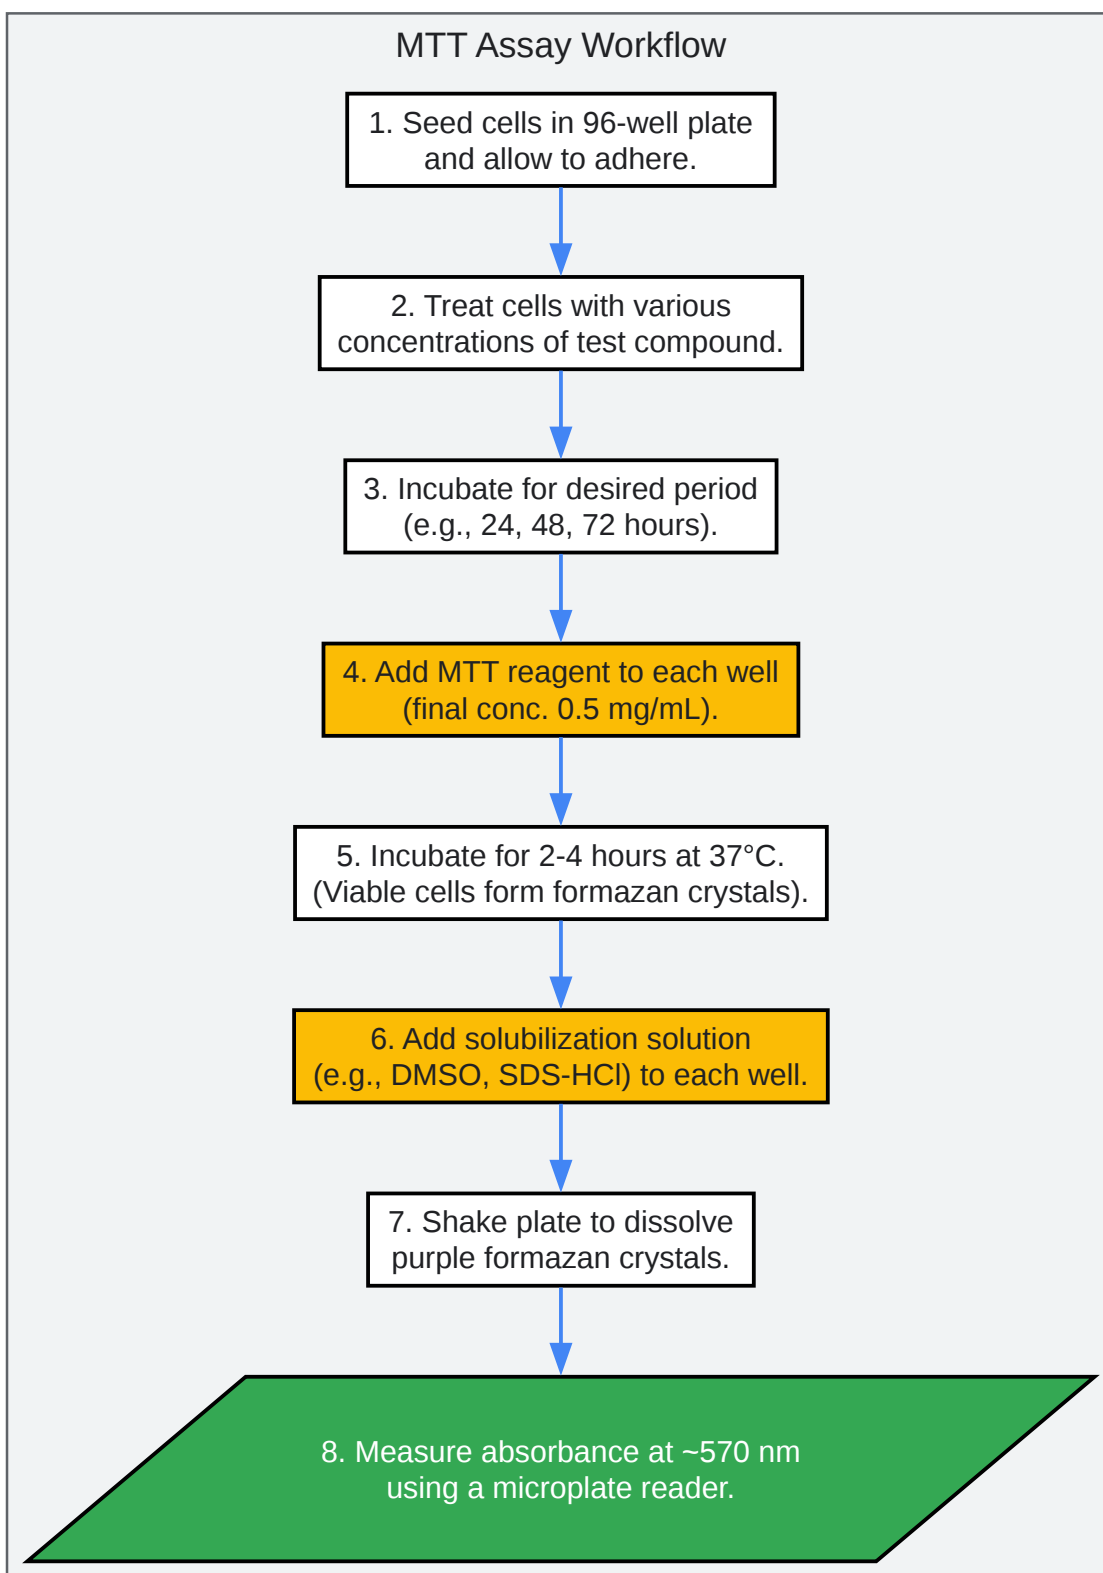 MTT Assay Workflow
1. Seed cells in 96-well plate
and allow to adhere.
2. Treat cells with various
concentrations of test compound.
3. Incubate for desired period
(e.g., 24, 48, 72 hours).
4. Add MTT reagent to each well
(final conc. 0.5 mg/mL).
5. Incubate for 2-4 hours at 37°C.
(Viable cells form formazan crystals).
6. Add solubilization solution
(e.g., DMSO, SDS-HCl) to each well.
7. Shake plate to dissolve
purple formazan crystals.
8. Measure absorbance at ~570 nm
using a microplate reader.